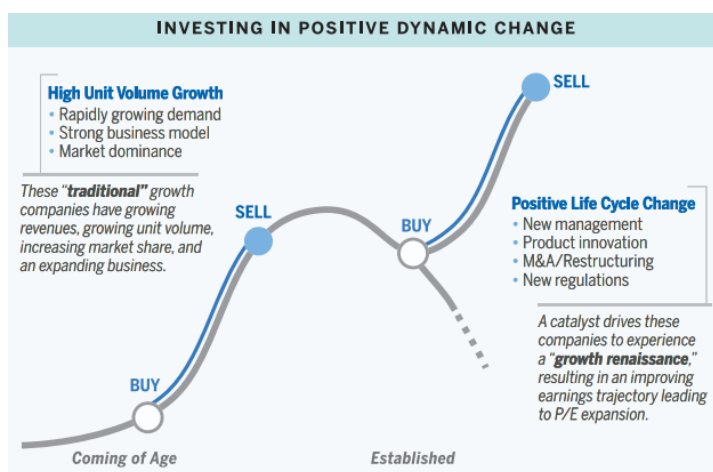 INVESTING IN POSITIVE DYNAMIC CHANGE
High Unit Volume Growth
• Rapidly growing demand
• Strong business model
• Market dominance
These “traditional” growth
companies have growing
revenues, growing unit volume,
increasing market share, and
an expanding business.
SELL
BUY
SELL
BUY
Positive Life Cycle Change
• New management
• Product innovation
• M&A/Restructuring
• New regulations
A catalyst drives these
companies to experience
a “growth renaissance,”
resulting in an improving
earnings trajectory leading
to P/E expansion.
Coming of Age
Established